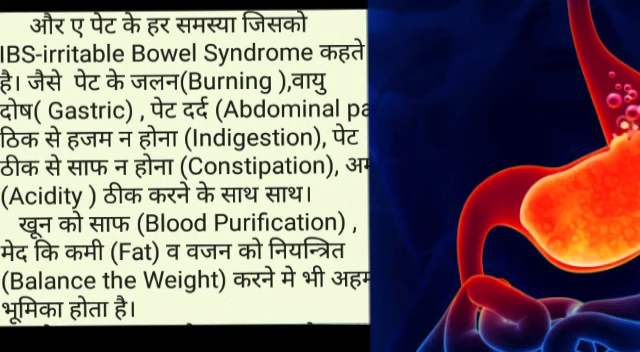 और ए पेट के हर समस्या जिसको
IBS-irritable Bowel Syndrome कहते
है। जैसे पेट के जलन(Burning ),वायु
दोष( Gastric) , पेट दर्द (Abdominal
ठिक से हजम न होना (Indigestion), पेट
ठीक से साफ न होना (Constipation),
(Acidity ) ठीक करने के साथ साथ।
खून को साफ (Blood Purification) ,
मेद कि कमी (Fat) व वजन को नियन्त्रित
(Balance the Weight) करने मे भी
भूमिका होता है।